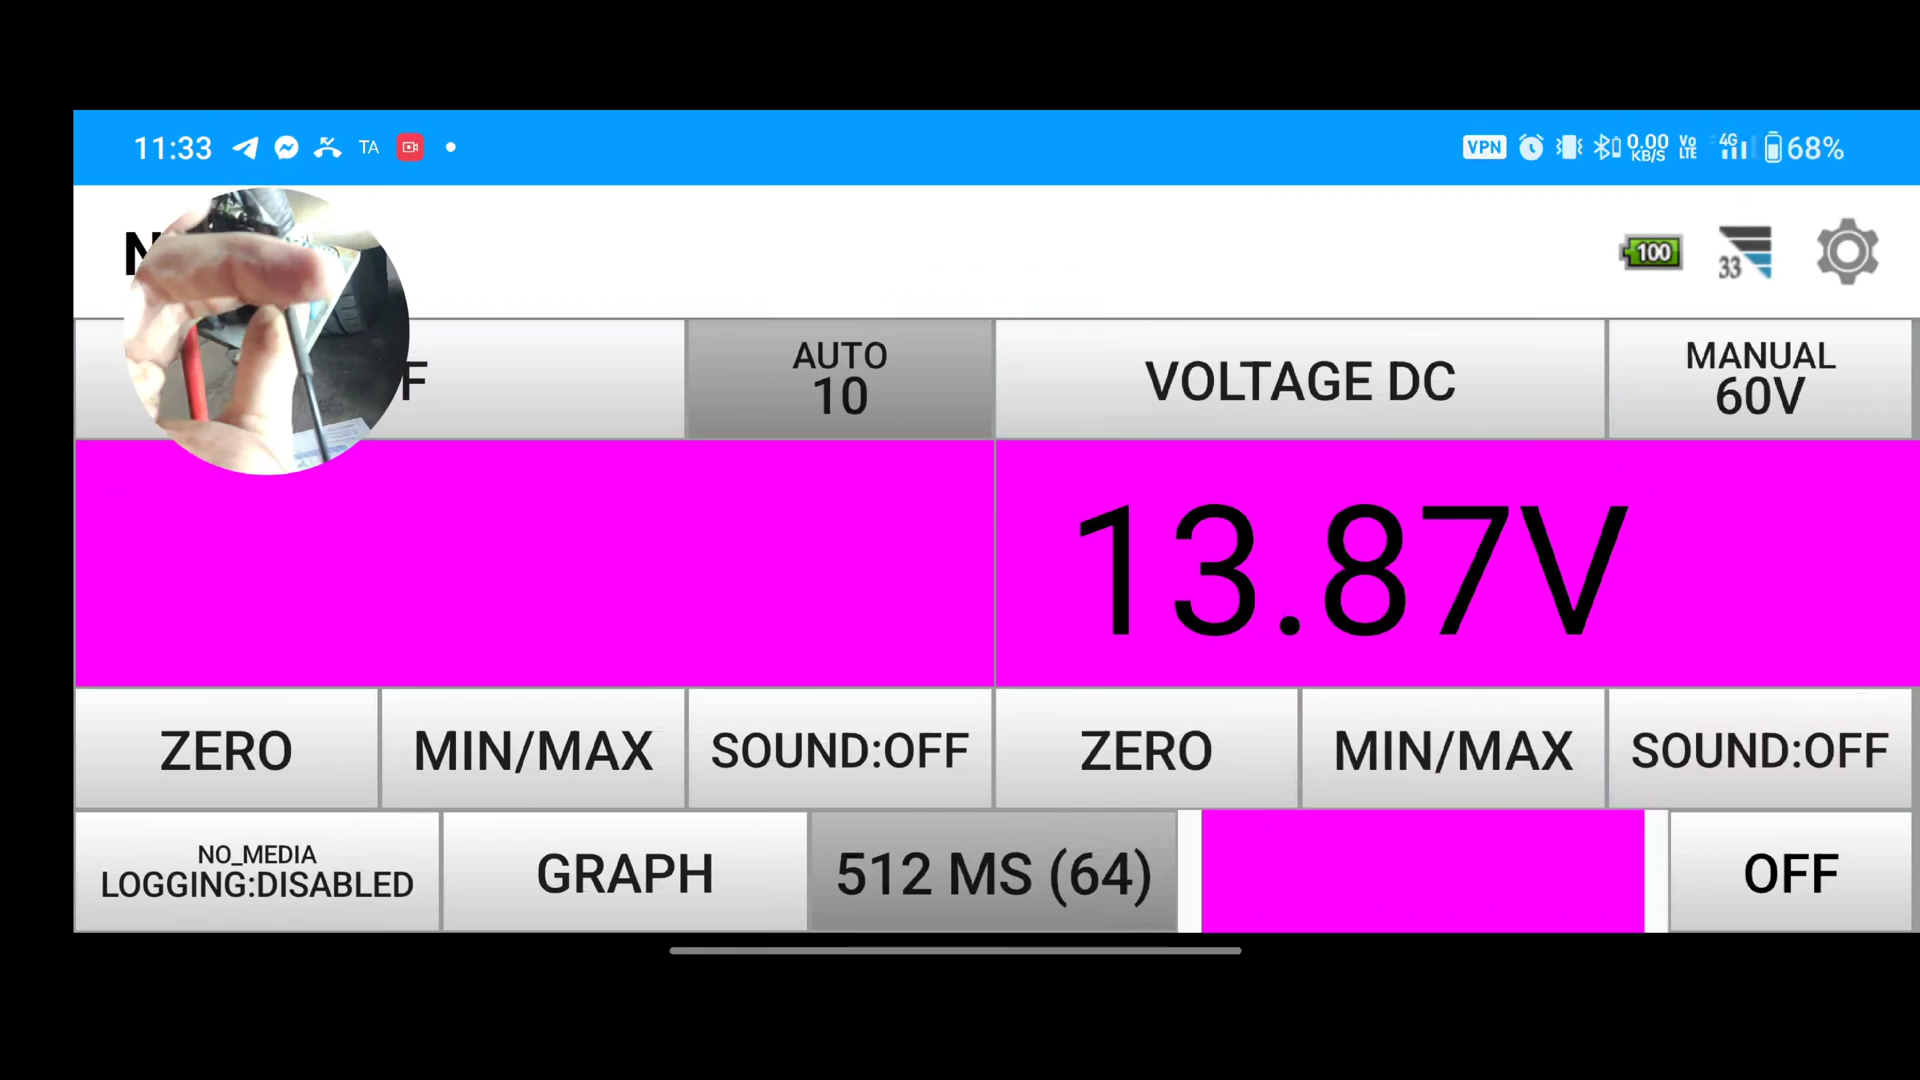 11:33 TA VPN 0.00 KB/S Vo LTE 4G 68%
100 33
AUTO
10
VOLTAGE DC
MANUAL
60V
13.87V
ZERO MIN/MAX SOUND:OFF ZERO MIN/MAX SOUND:OFF
NO_MEDIA
LOGGING:DISABLED
GRAPH
512 MS (64)
OFF